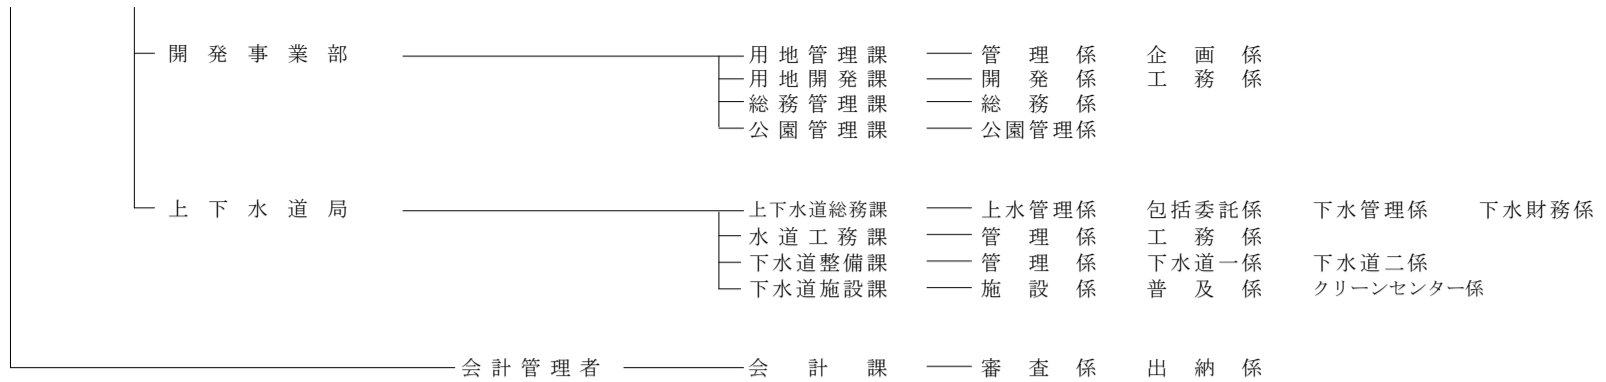 開発事業部 用地管理課 管理係 企画係
用地開発課 開発係 工務係
総務管理課 総務係
公園管理課 公園管理係
上下水道局 上下水道総務課 上水管理係 包括委託係 下水管理係 下水財務係
水道工務課 管理係 工務係
下水道整備課 管理係 下水道一係 下水道二係
下水道施設課 施設係 普及係 クリーンセンター係
会計管理者 会計課 審査係 出納係